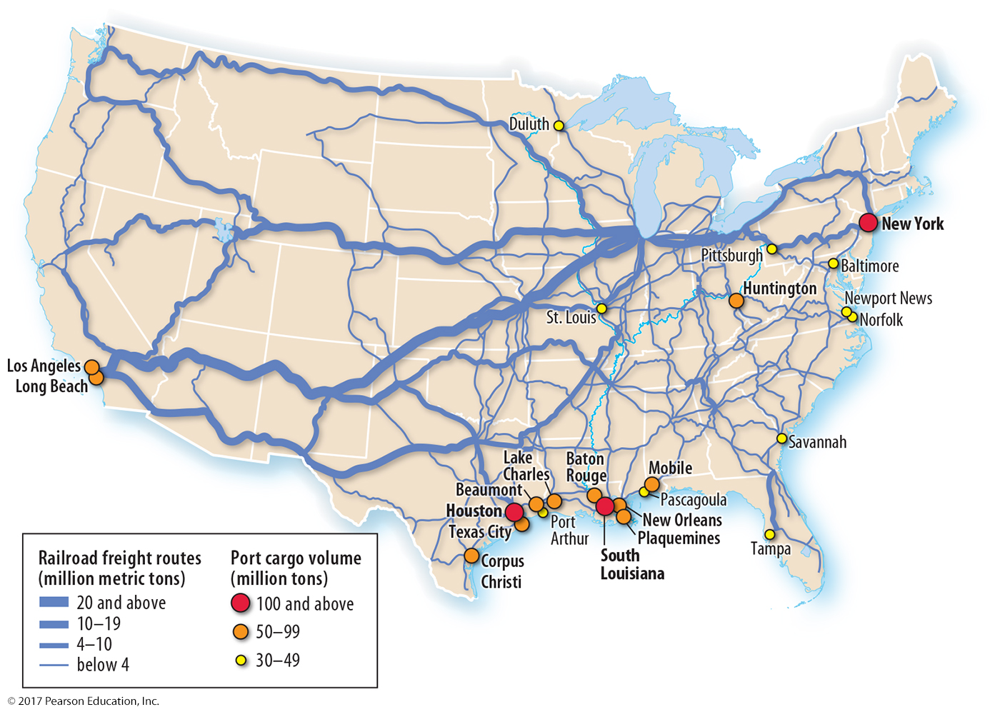 Duluth
New York
Pittsburgh
Baltimore
Huntington
Newport News
St. Louis
Norfolk
Los Angeles
Long Beach
Savannah
Lake
Charles
Baton
Rouge
Mobile
Beaumont
Pascagoula
Houston
New Orleans
Texas City
Port
Arthur
Plaquemines
Tampa
South
Louisiana
Corpus
Christi
Railroad freight routes
(million metric tons)
20 and above
10–19
4–10
below 4
Port cargo volume
(million tons)
100 and above
50–99
30–49
© 2017 Pearson Education, Inc.